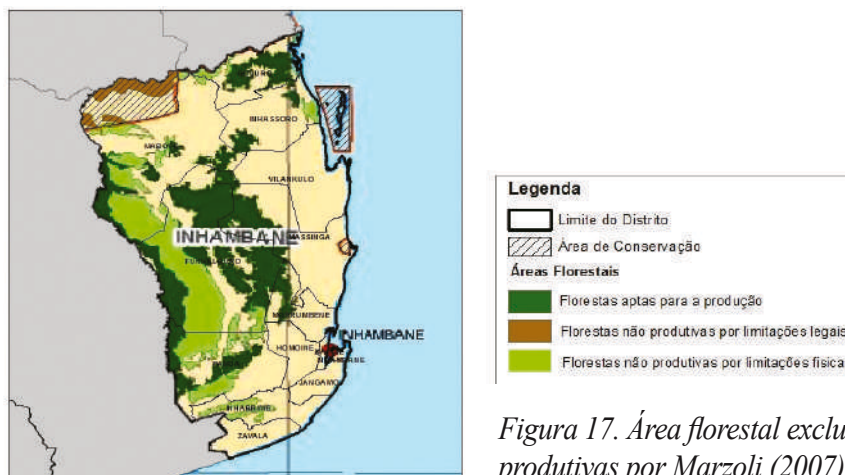 INHASSORO
VILANKULO
INHAMBANE
MASSINGA
INHAMBANE
HOMOINE
JANGAMO
ZAVALA
Legenda
Limite do Distrito
Área de Conservação
Áreas Florestais
Florestas aptas para a produção
Florestas não produtivas por limitações legais
Florestas não produtivas por limitações física
Figura 17. Área florestal exclu
produtivas por Marzoli (2007)